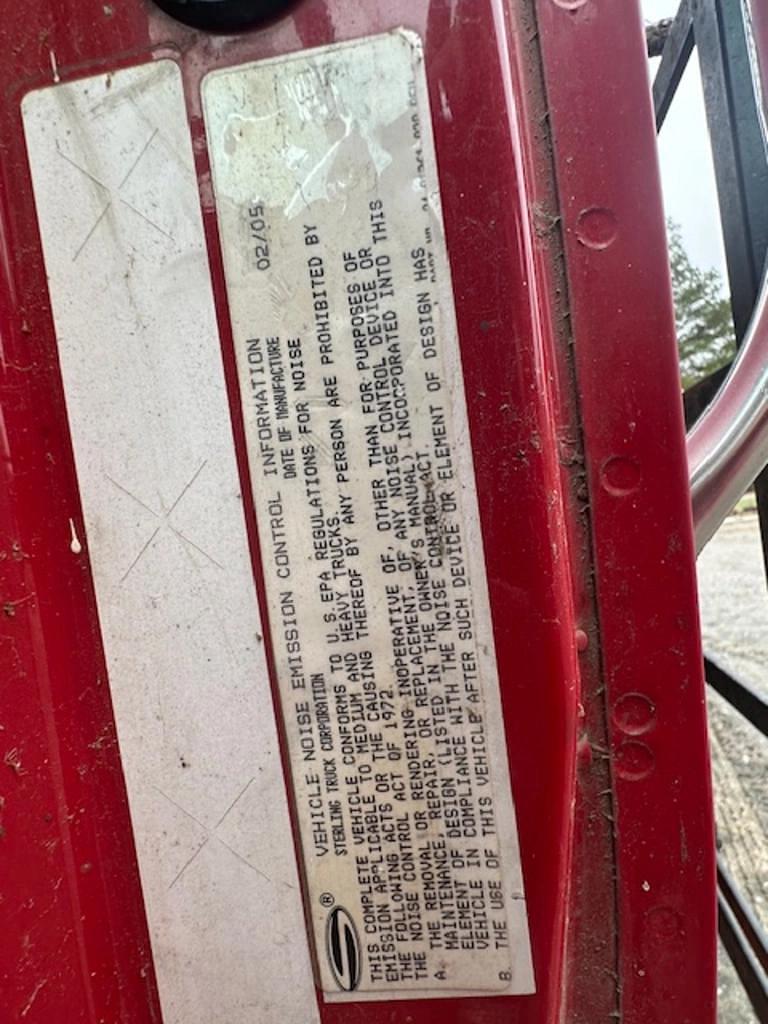 VEHICLE NOISE EMISSION CONTROL INFORMATION
STERLING TRUCK CORPORATION DATE OF MANUFACTURE 02/05
THIS COMPLETE VEHICLE CONFORMS TO U.S.EPA REGULATIONS FOR NOISE
EMISSION APPLICABLE TO MEDIUM AND HEAVY TRUCKS.
THE FOLLOWING ACTS OR THE CAUSING THEREOF BY ANY PERSON ARE PROHIBITED BY
THE NOISE CONTROL ACT OF 1972.
A. THE REMOVAL OR RENDERING INOPERATIVE OF, OTHER THAN FOR PURPOSES OF
MAINTENANCE, REPAIR, OR REPLACEMENT, OF ANY NOISE CONTROL DEVICE OR
ELEMENT OF DESIGN (LISTED IN THE OWNER'S MANUAL) INCOCPORATED INTO THIS
VEHICLE IN COMPLIANCE WITH THE NOISE CONTROL ACT.
B. THE USE OF THIS VEHICLE AFTER SUCH DEVICE OR ELEMENT OF DESIGN HAS
®